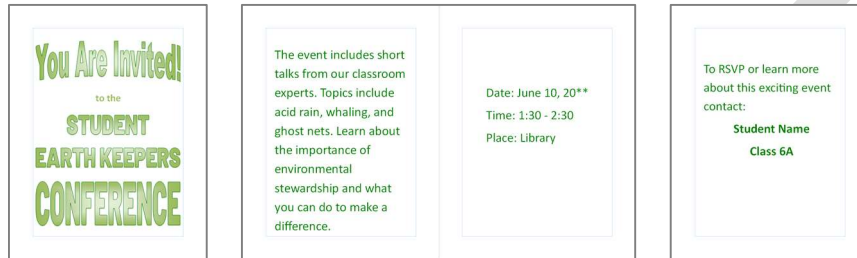 You Are Invited!
to the
STUDENT
EARTH KEEPERS
CONFERENCE
The event includes short
talks from our classroom
experts. Topics include
acid rain, whaling, and
ghost nets. Learn about
the importance of
environmental
stewardship and what
you can do to make a
difference.
Date: June 10, 20**
Time: 1:30 - 2:30
Place: Library
To RSVP or learn more
about this exciting event
contact:
Student Name
Class 6A